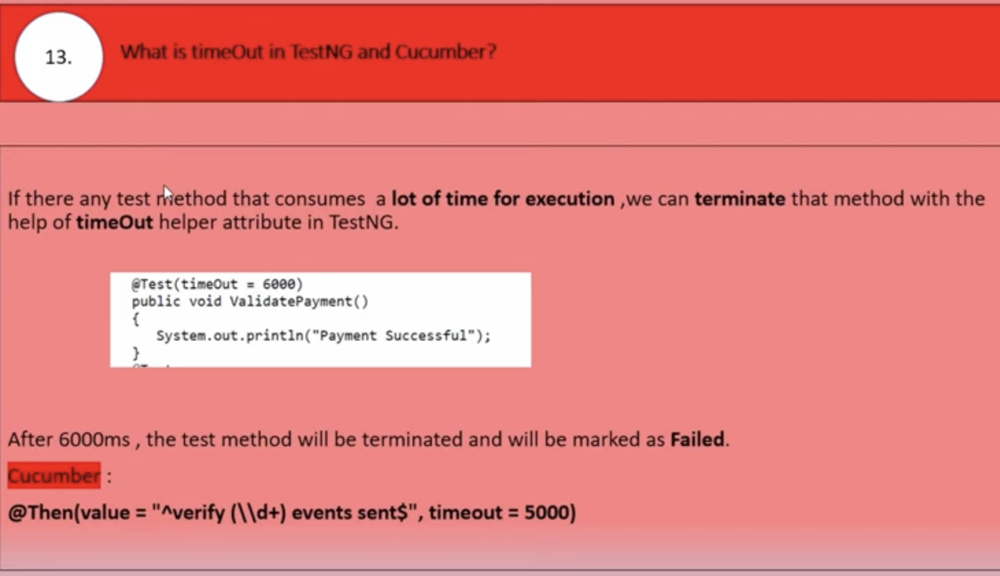 13.
What is timeOut in TestNG and Cucumber?
If there any test method that consumes a lot of time for execution ,we can terminate that method with the
help of timeOut helper attribute in TestNG.
@Test(timeOut = 6000)
public void ValidatePayment()
{
System.out.println("Payment Successful");
}
After 6000ms , the test method will be terminated and will be marked as Failed.
Cucumber :
@Then(value = "^verify (\\d+) events sent$", timeout = 5000)